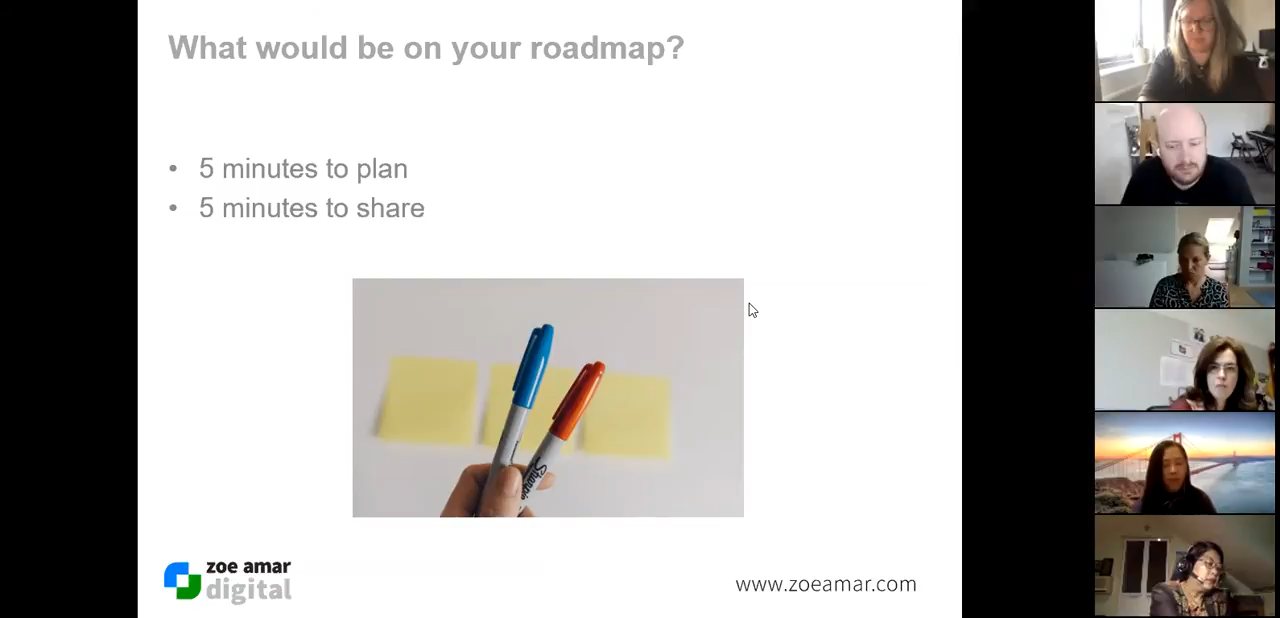 What would be on your roadmap?
• 5 minutes to plan
• 5 minutes to share
Sharpie
zoe amar
digital
www.zoeamar.com